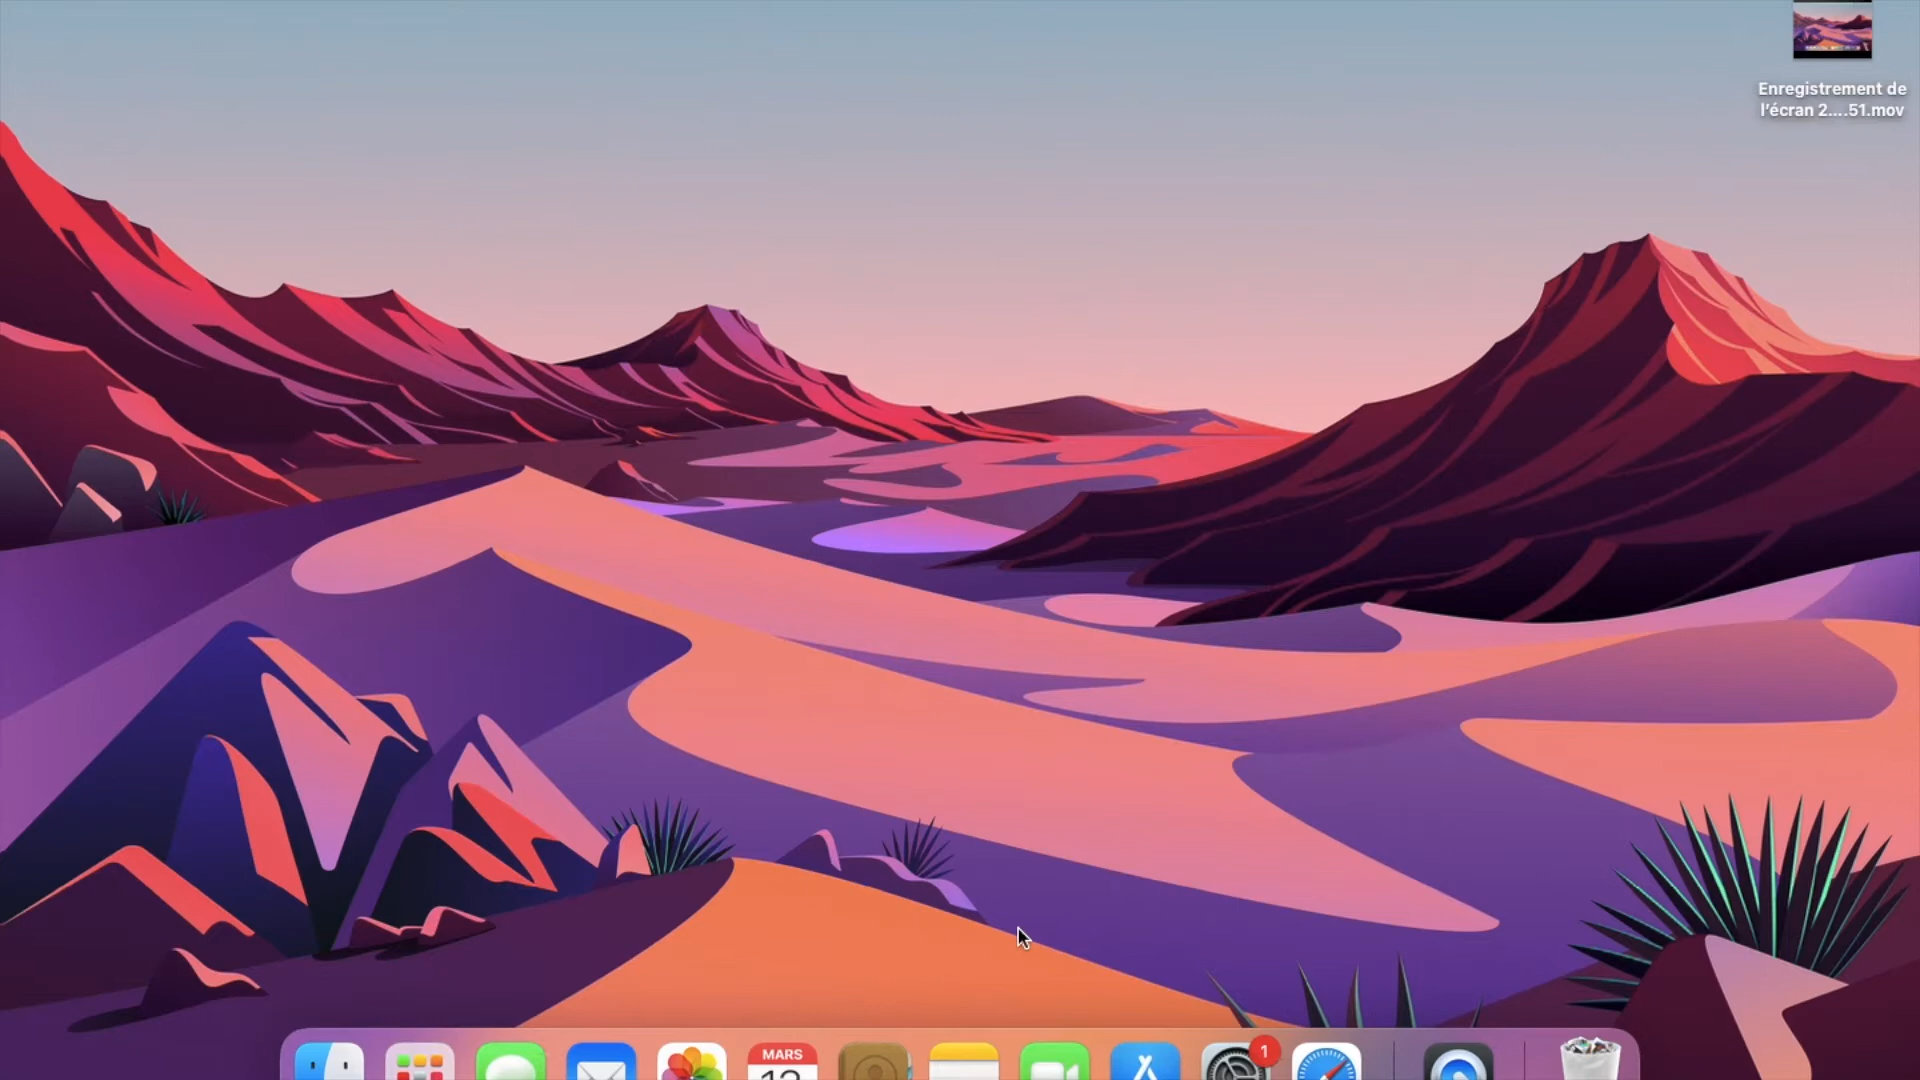 Enregistrement de
l'écran 2....51.mov
1
MARS